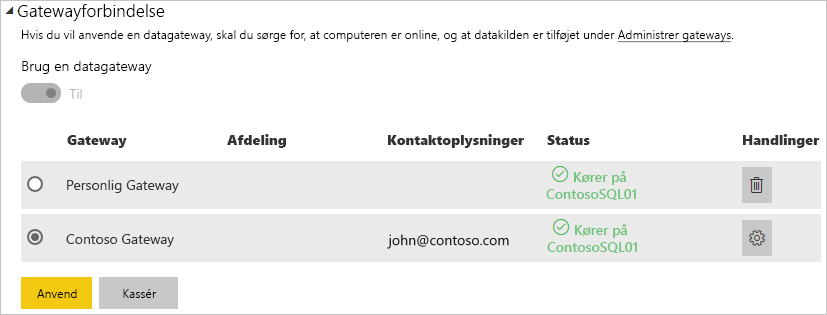 Gatewayforbindelse
Hvis du vil anvende en datagateway, skal du sørge for, at computeren er online, og at datakilden er tilføjet under Administrer gateways.
Brug en datagateway
Til
Gateway Afdeling Kontaktoplysninger Status Handlinger
Personlig Gateway Kører på
ContosoSQL01
Contoso Gateway john@contoso.com Kører på
ContosoSQL01
Anvend Kassér